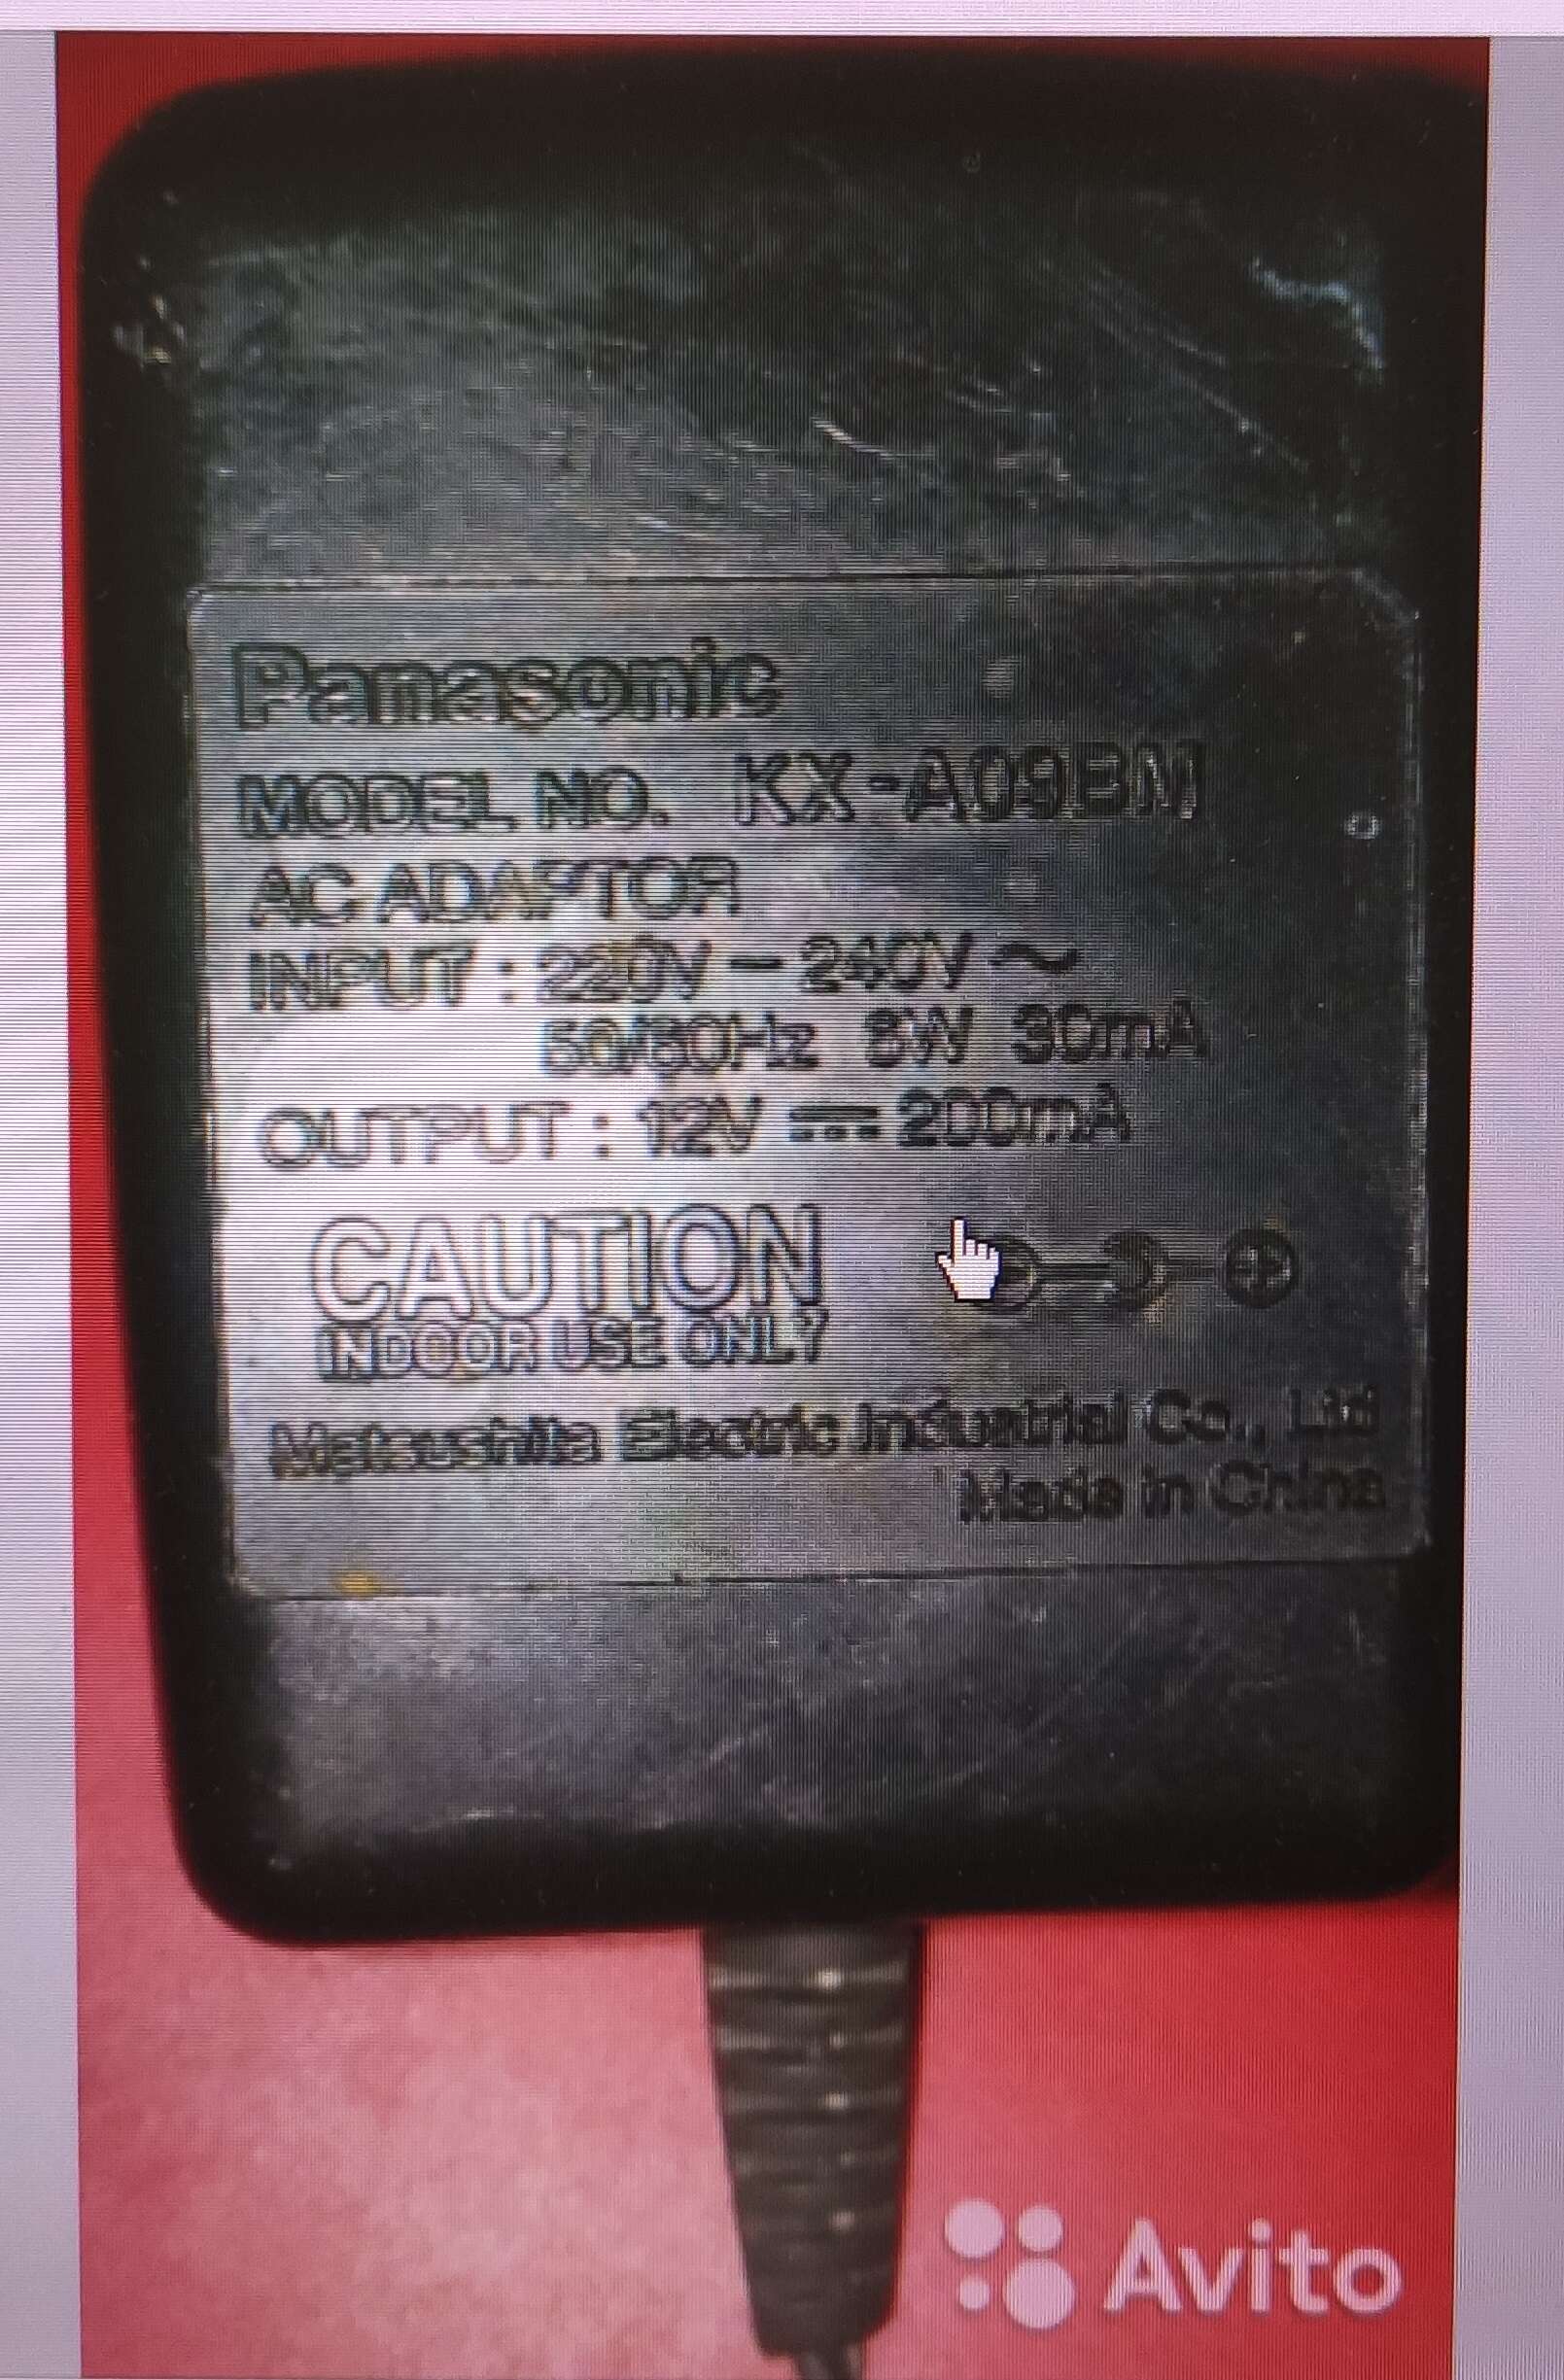 Panasonic
MODEL NO. KX-A09BM
AC ADAPTOR
INPUT : 220V – 240V ~
50/60Hz 8W 30mA
OUTPUT : 12V ⎓ 200mA
CAUTION
INDOOR USE ONLY
Matsushita Electric Industrial Co., Ltd
Made in China
Avito